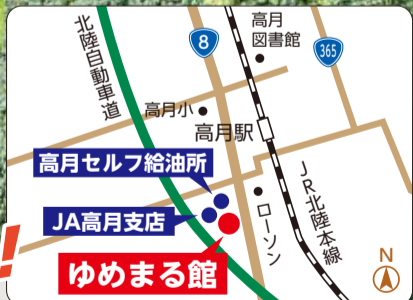 北陸自動車道
8
高月
図書館
365
高月小
高月駅
高月セルフ給油所
JA高月支店
ゆめまる館
ローソン
JR北陸本線
N
!